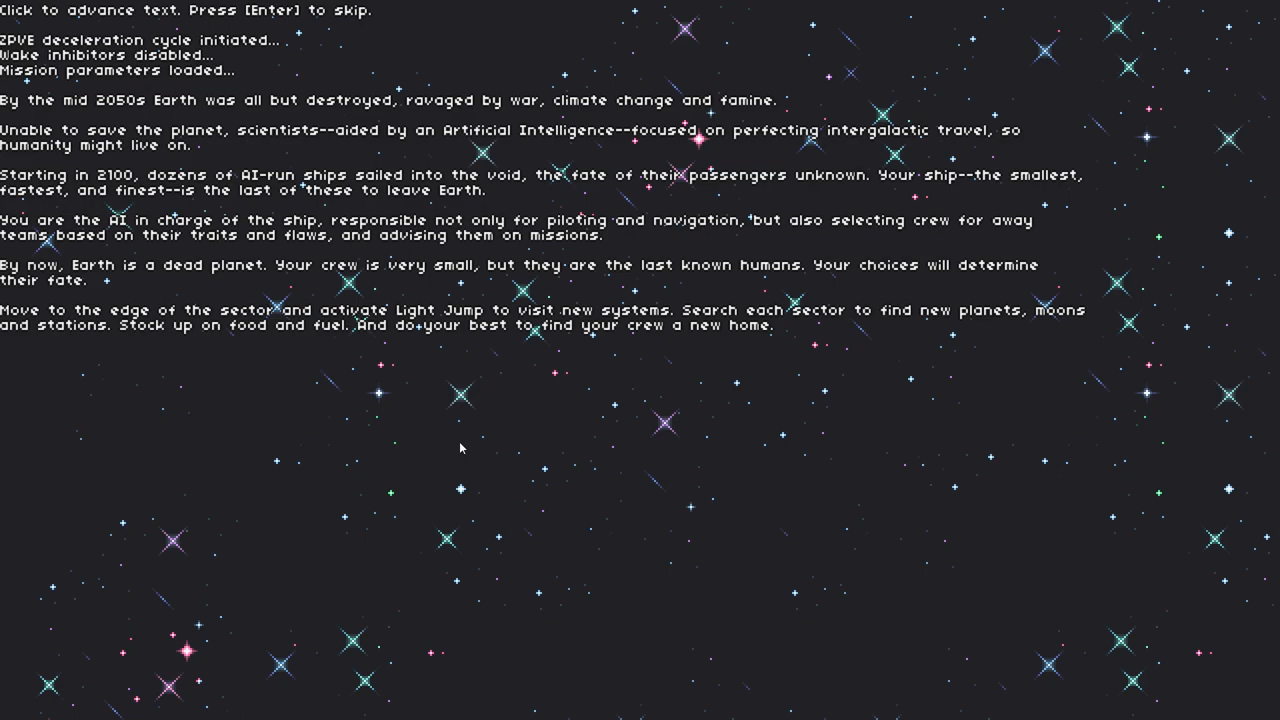 Click to advance text. Press [Enter] to skip.
ZPVE deceleration cycle initiated...
Wake inhibitors disabled...
Mission parameters loaded...
By the mid 2050s Earth was all but destroyed, ravaged by war, climate change and famine.
Unable to save the planet, scientists--aided by an Artificial Intelligence--focused on perfecting intergalactic travel, so
humanity might live on.
Starting in 2100, dozens of AI-run ships sailed into the void, the fate of their passengers unknown. Your ship--the smallest,
fastest, and finest--is the last of these to leave Earth.
You are the AI in charge of the ship, responsible not only for piloting and navigation, but also selecting crew for away
teams based on their traits and flaws, and advising them on missions.
By now, Earth is a dead planet. Your crew is very small, but they are the last known humans. Your choices will determine
their fate.
Move to the edge of the sector and activate Light Jump to visit new systems. Search each sector to find new planets, moons
and stations. Stock up on food and fuel. And do your best to find your crew a new home.